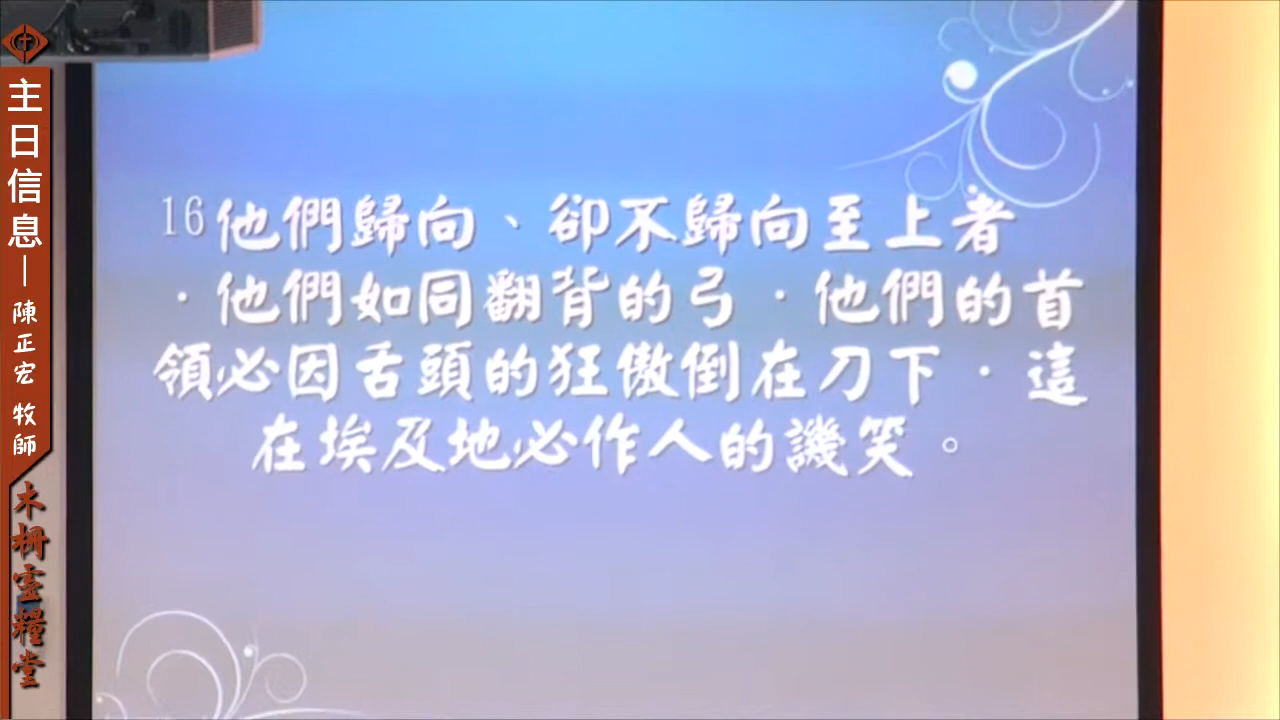 主日信息—陳正宏 牧師
木柵靈糧堂
16他們歸向、卻不歸向至上者
．他們如同翻背的弓．他們的首
領必因舌頭的狂傲倒在刀下．這
在埃及地必作人的譏笑。